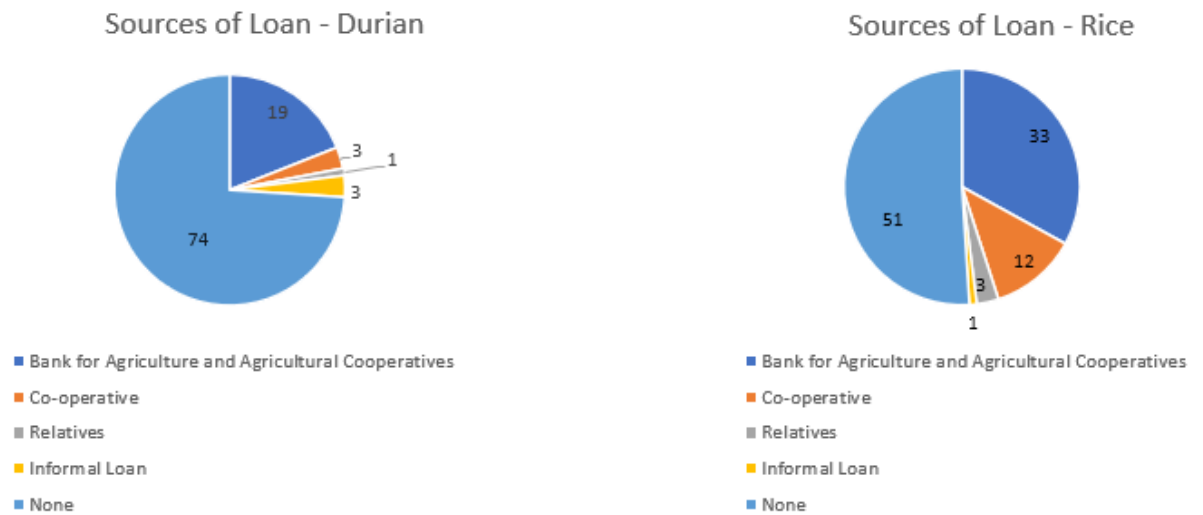 Sources of Loan - Durian
19
3
1
3
74
Bank for Agriculture and Agricultural Cooperatives
Co-operative
Relatives
Informal Loan
None
Sources of Loan - Rice
33
12
3
1
51
Bank for Agriculture and Agricultural Cooperatives
Co-operative
Relatives
Informal Loan
None